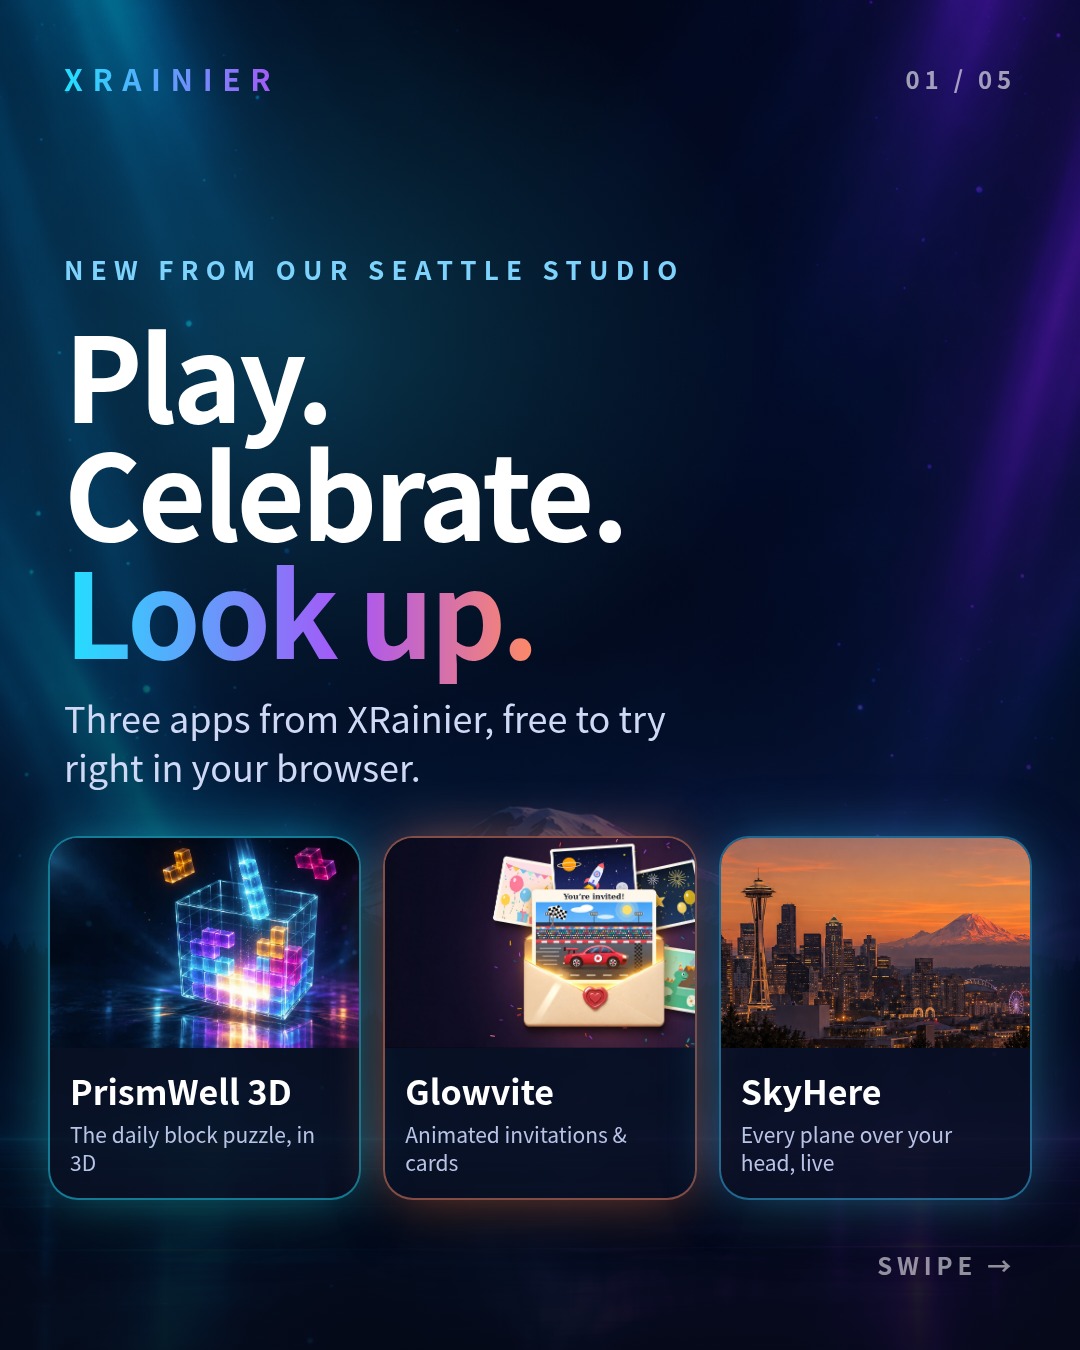 XRAINIER
01 / 05
NEW FROM OUR SEATTLE STUDIO
Play.
Celebrate.
Look up.
Three apps from XRainier, free to try
right in your browser.
You're invited!
PrismWell 3D
The daily block puzzle, in
3D
Glowvite
Animated invitations &
cards
SkyHere
Every plane over your
head, live
SWIPE →